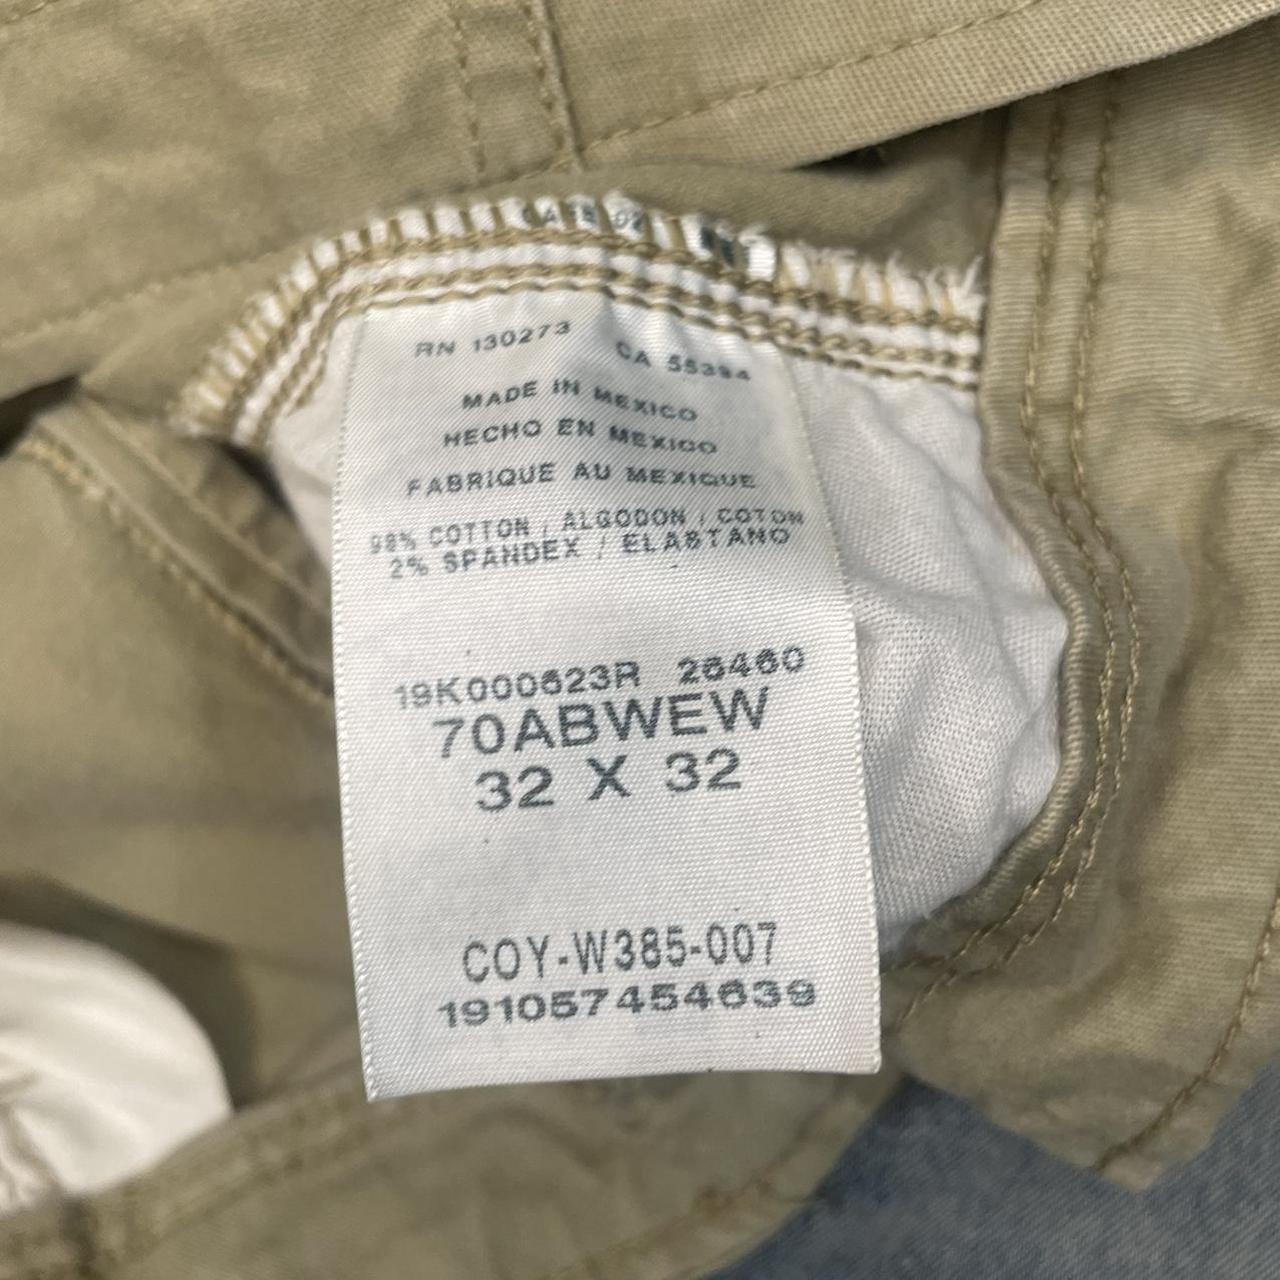 RN 130273 CA 55394
MADE IN MEXICO
HECHO EN MEXICO
FABRIQUE AU MEXIQUE
98% COTTON / ALGODON / COTON
2% SPANDEX / ELASTANO
19K000623R 26460
70ABWEW
32 X 32
COY-W385-007
191057454639